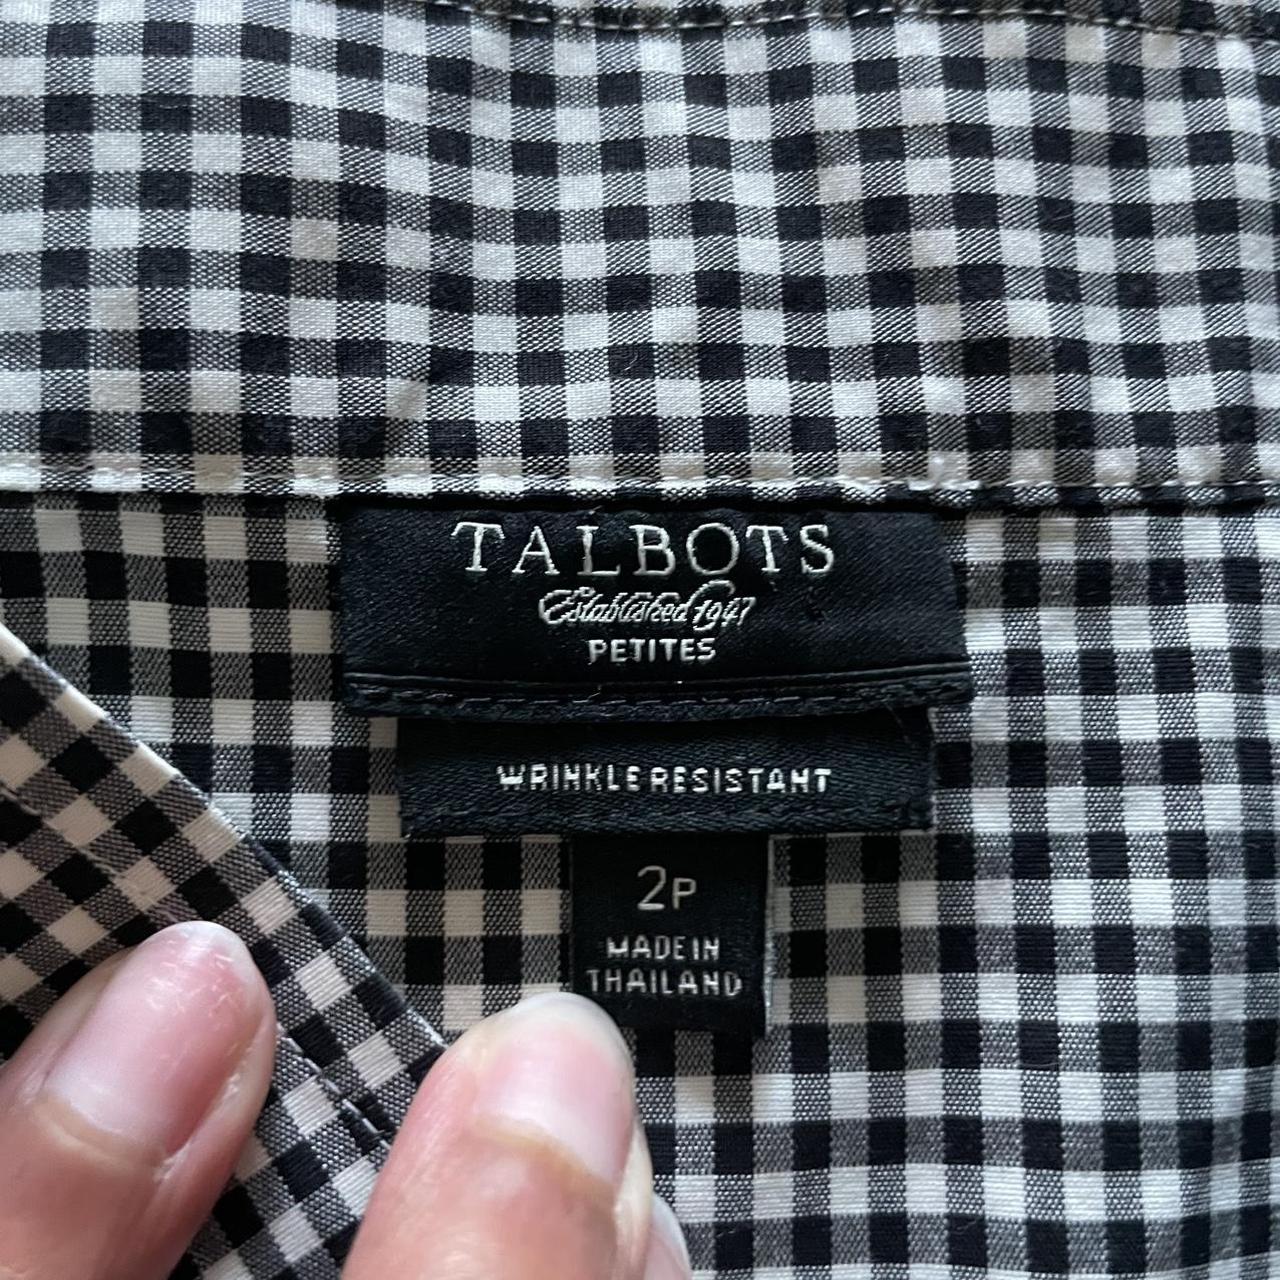 TALBOTS
Established 1947
PETITES
WRINKLE RESISTANT
2P
MADE IN
THAILAND